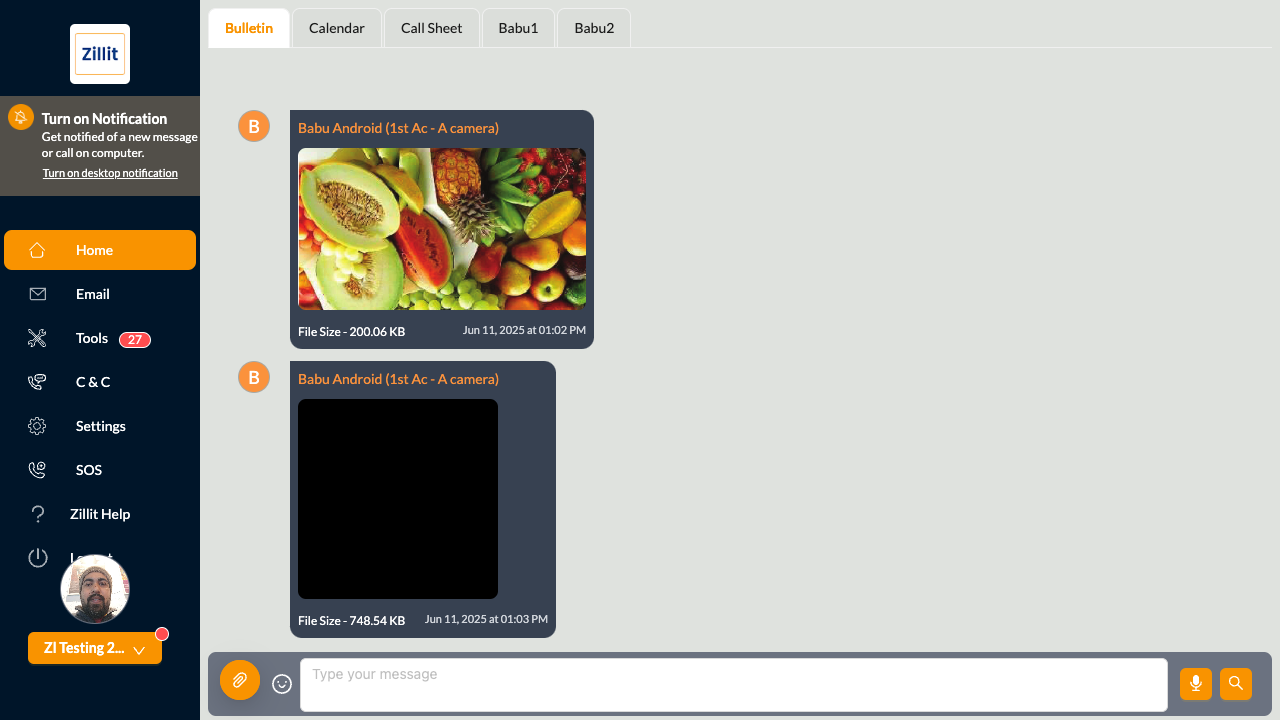 Zillit
Turn on Notification
Get notified of a new message
or call on computer.
Turn on desktop notification
Home
Email
Tools 27
C & C
Settings
SOS
Zillit Help
ZI Testing 2...
Bulletin
Calendar
Call Sheet
Babu1
Babu2
B
Babu Android (1st Ac - A camera)
File Size - 200.06 KB
Jun 11, 2025 at 01:02 PM
B
Babu Android (1st Ac - A camera)
File Size - 748.54 KB
Jun 11, 2025 at 01:03 PM
Type your message